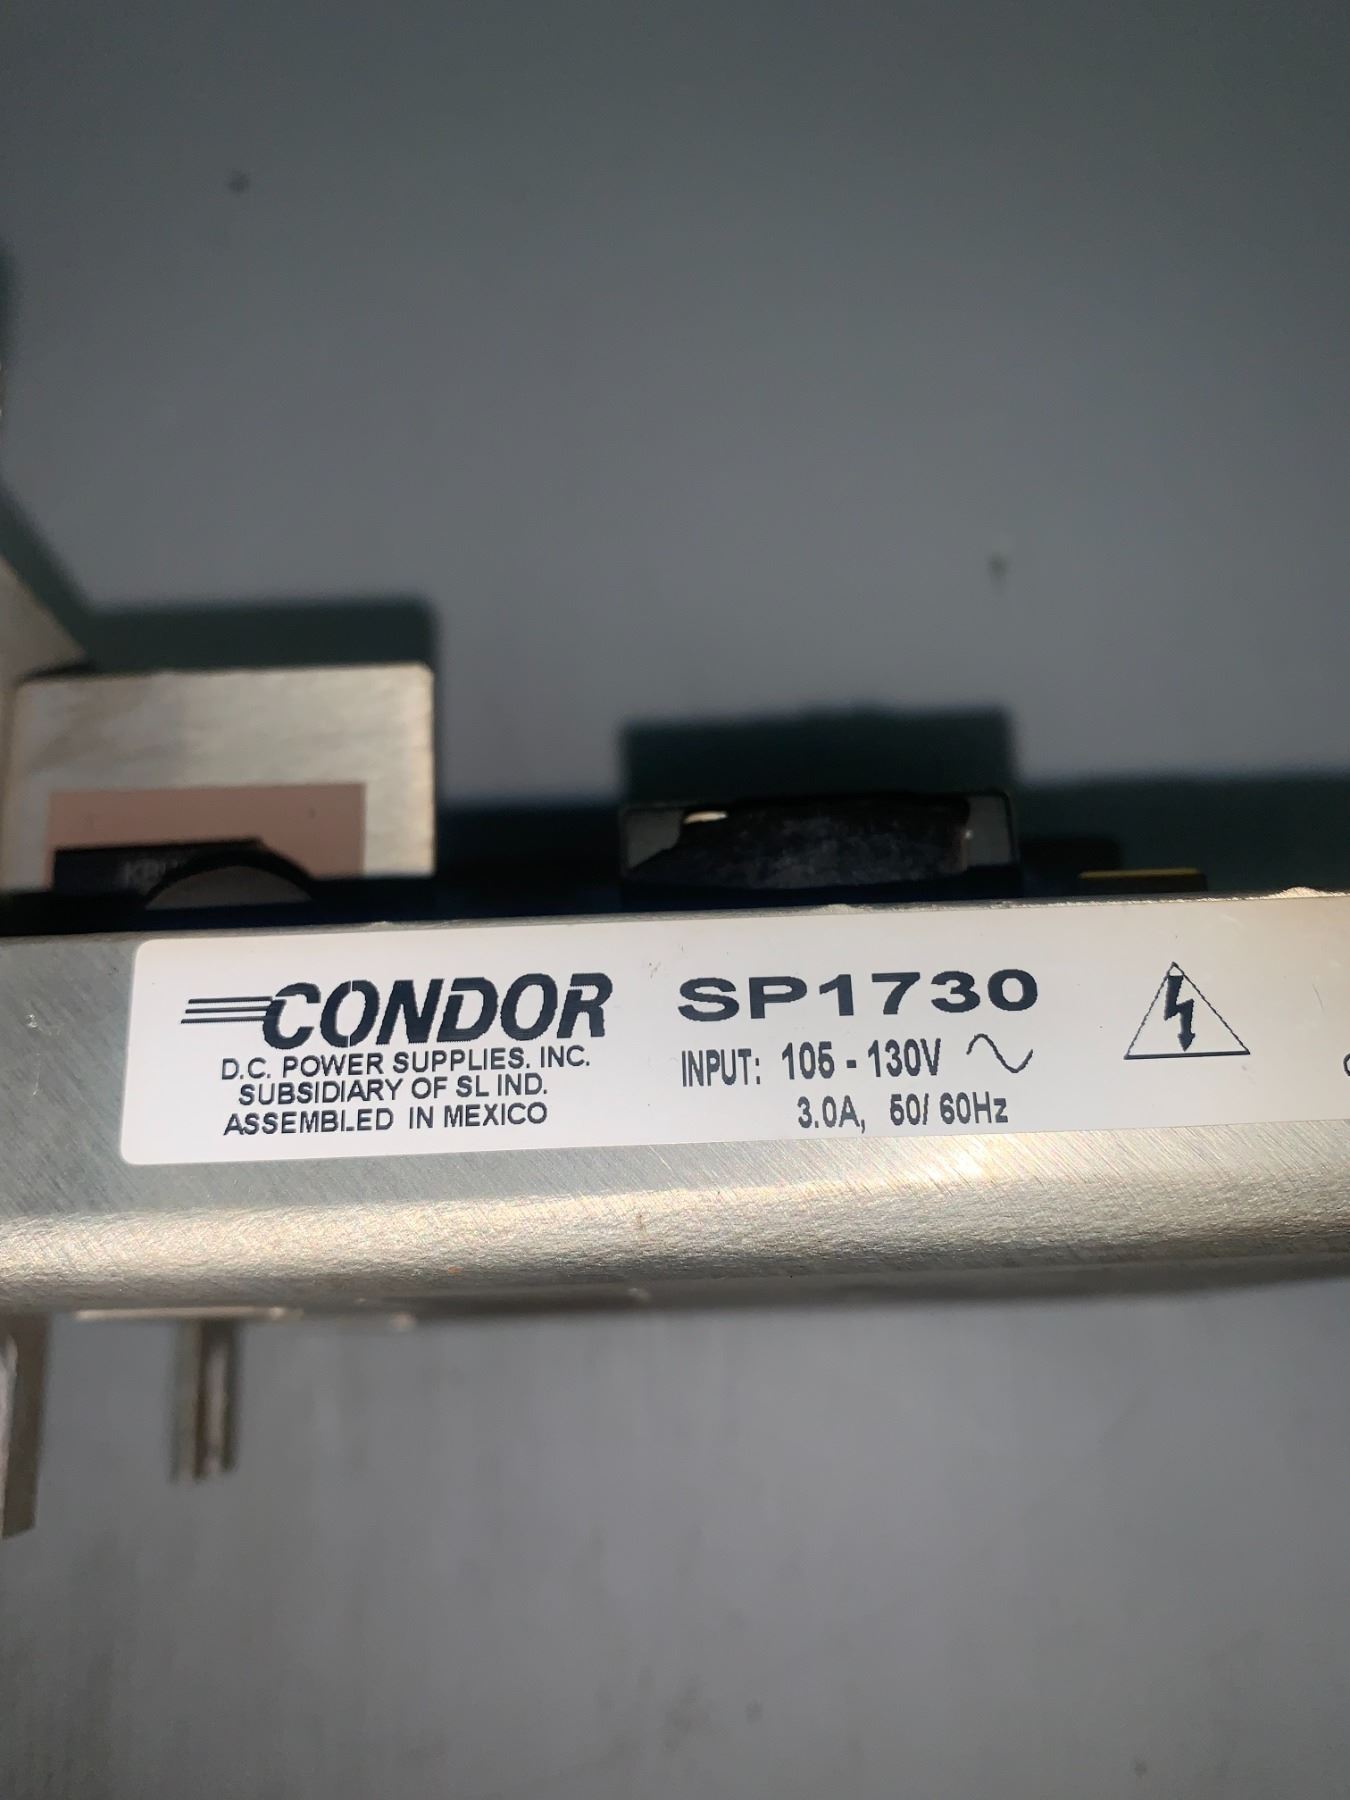 CONDOR
D.C. POWER SUPPLIES, INC.
SUBSIDIARY OF SL IND.
ASSEMBLED IN MEXICO
SP1730
INPUT: 105 - 130V
3.0A, 50/ 60Hz